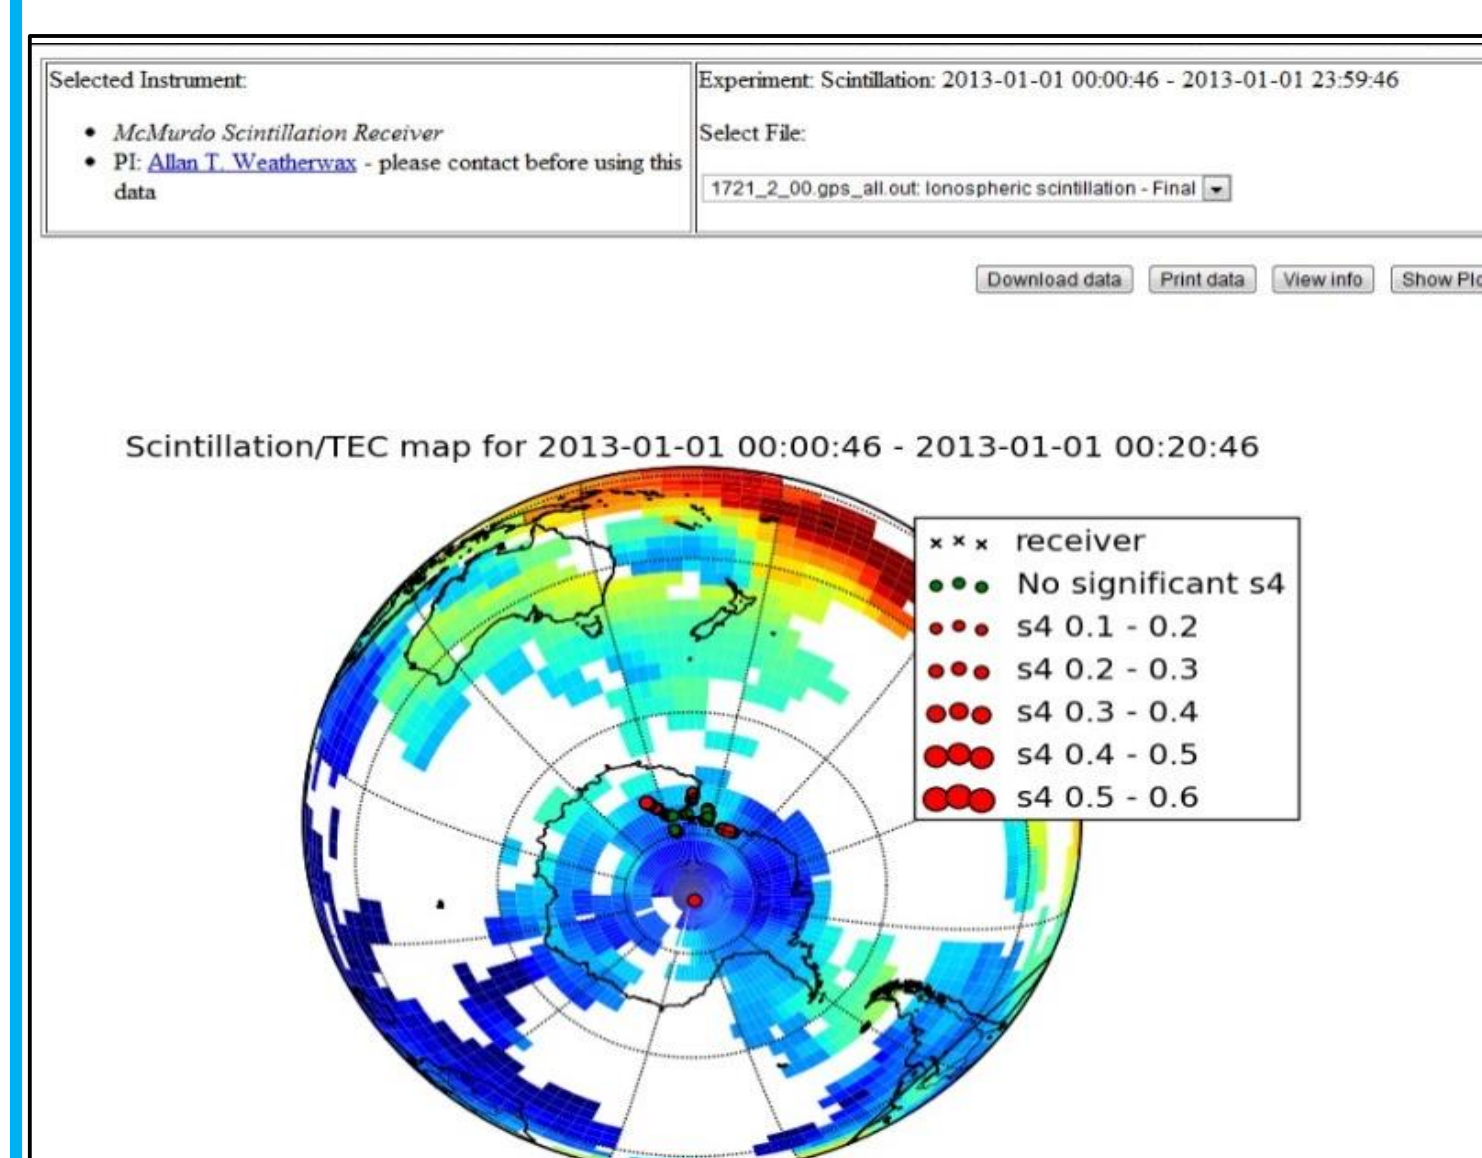 Selected Instrument:
McMurdo Scintillation Receiver
PI: Allan T. Weatherwax - please contact before using this
data
Experiment: Scintillation: 2013-01-01 00:00:46 - 2013-01-01 23:59:46
Select File:
1721_2_00.gps_all.out: Ionospheric scintillation - Final
Download data
Print data
View info
Show Plo
Scintillation/TEC map for 2013-01-01 00:00:46 - 2013-01-01 00:20:46
receiver
No significant s4
s4 0.1 - 0.2
s4 0.2 - 0.3
s4 0.3 - 0.4
s4 0.4 - 0.5
s4 0.5 - 0.6